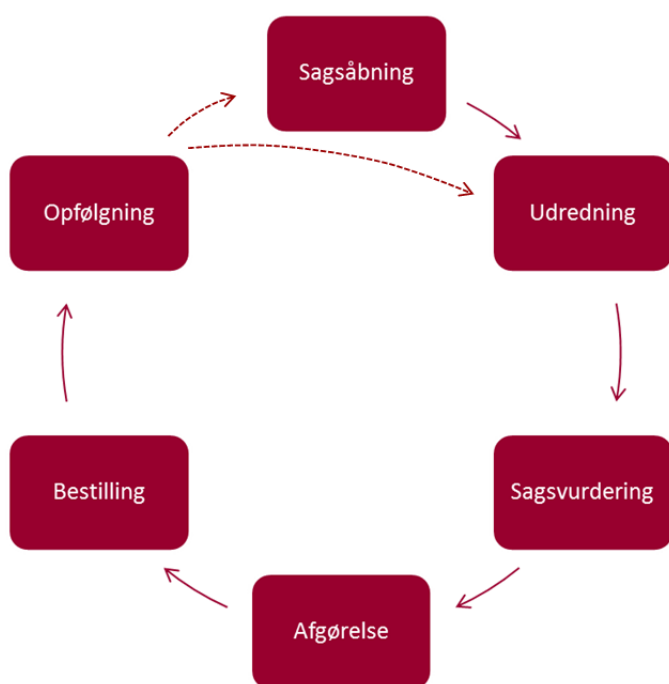 Sagsåbning
Udredning
Sagsvurdering
Afgørelse
Bestilling
Opfølgning